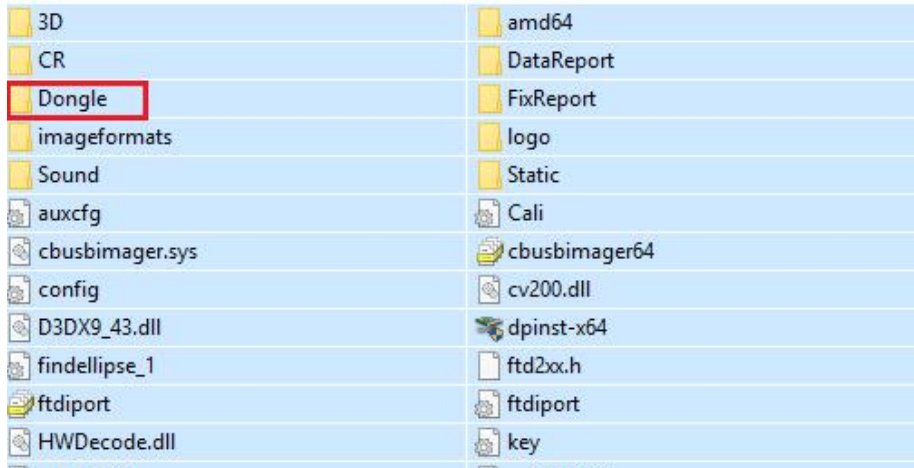 3D
amd64
CR
DataReport
Dongle
FixReport
imageformats
logo
Sound
Static
auxcfg
Cali
cbusbimager.sys
cbusbimager64
config
cv200.dll
D3DX9_43.dll
dpinst-x64
findellipse_1
ftd2xx.h
ftdiport
ftdiport
HWDecode.dll
key